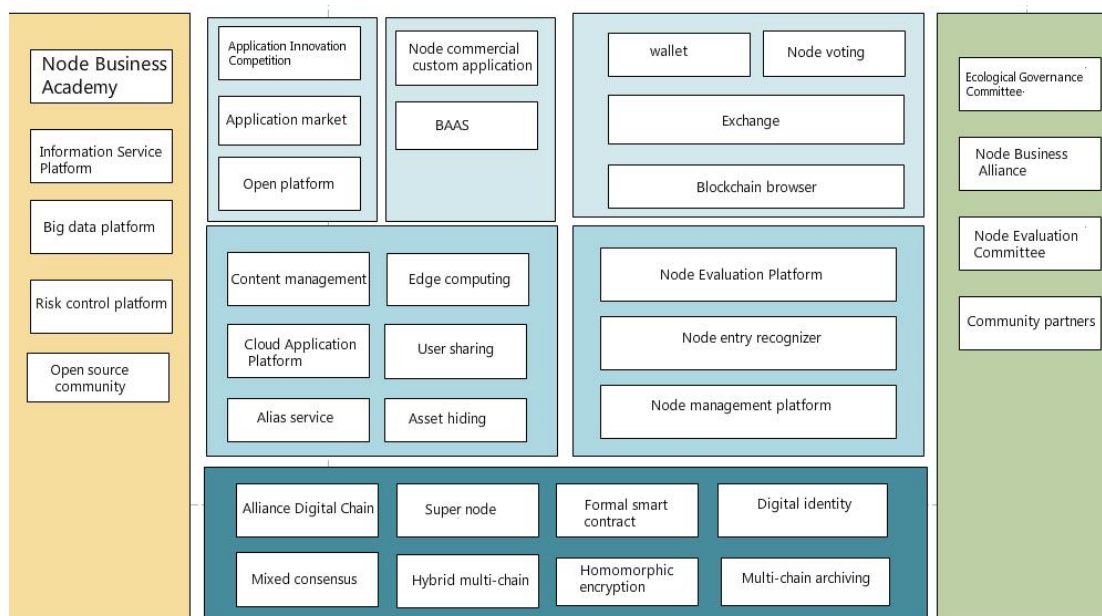 Node Business
Academy
Information Service
Platform
Big data platform
Risk control platform
Open source
community
Application Innovation
Competition
Application market
Open platform
Node commercial
custom application
BAAS
wallet
Node voting
Exchange
Blockchain browser
Content management
Edge computing
Cloud Application
Platform
User sharing
Alias service
Asset hiding
Node Evaluation Platform
Node entry recognizer
Node management platform
Alliance Digital Chain
Super node
Formal smart
contract
Digital identity
Mixed consensus
Hybrid multi-chain
Homomorphic
encryption
Multi-chain archiving
Ecological Governance
Committee·
Node Business
Alliance
Node Evaluation
Committee
Community partners